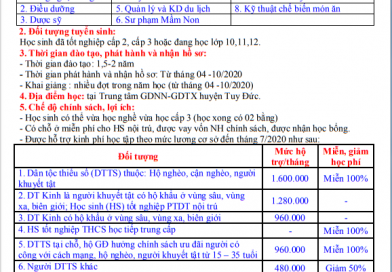 2. Điều dưỡng 5. Quản lý và KD du lịch 8. Kỹ thuật chế biến món ăn
3. Dược sỹ 6. Sư phạm Mầm Non
2. Đối tượng tuyển sinh:
Học sinh đã tốt nghiệp cấp 2, cấp 3 hoặc đang học lớp 10,11,12.
3. Thời gian đào tạo, phát hành và nhận hồ sơ:
- Thời gian đào tạo : 1,5-2 năm
- Thời gian phát hành và nhận hồ sơ: Từ tháng 04 -10/2020
- Khai giảng : nhiều đợt trong năm học (từ tháng 04 -10/2020)
4. Địa điểm học: tại Trung tâm GDNN-GDTX huyện Tuy Đức.
5. Chế độ chính sách, lợi ích:
- Học sinh có thể vừa học nghề vừa học cấp 3 (học xong có 02 bằng)
- Có chỗ ở miễn phí cho HS nội trú, được vay vốn NH chính sách, được nhận học bổng.
- Được hỗ trợ kinh phí học tập theo mức lương cơ sở đến tháng 7/2020 như sau:
Đối tượng Mức hộ trợ/tháng Miễn, giảm học phí
1. Dân tộc thiểu số (DTTS) thuộc: Hộ nghèo, cận nghèo, người khuyết tật 1.600.000 Miễn 100%
2. DT Kinh là người khuyết tật có hộ khẩu ở vùng sâu, vùng xa, biên giới; Học sinh (HS) tốt nghiệp PTDT nội trú 1.280.000 -
3. DT Kinh có hộ khẩu ở vùng sâu, vùng xa, biên giới 960.000 -
4. HS tốt nghiệp THCS học tiếp trung cấp - Miễn 100%
5. DTTS tại chỗ, hộ GĐ hưởng chính sách ưu đãi người có công với cách mạng, hộ nghèo, người khuyết từ 15 – 35 tuổi 960.000 Miễn 100%
6. Người DTTS khác 480.000 Giảm 50%